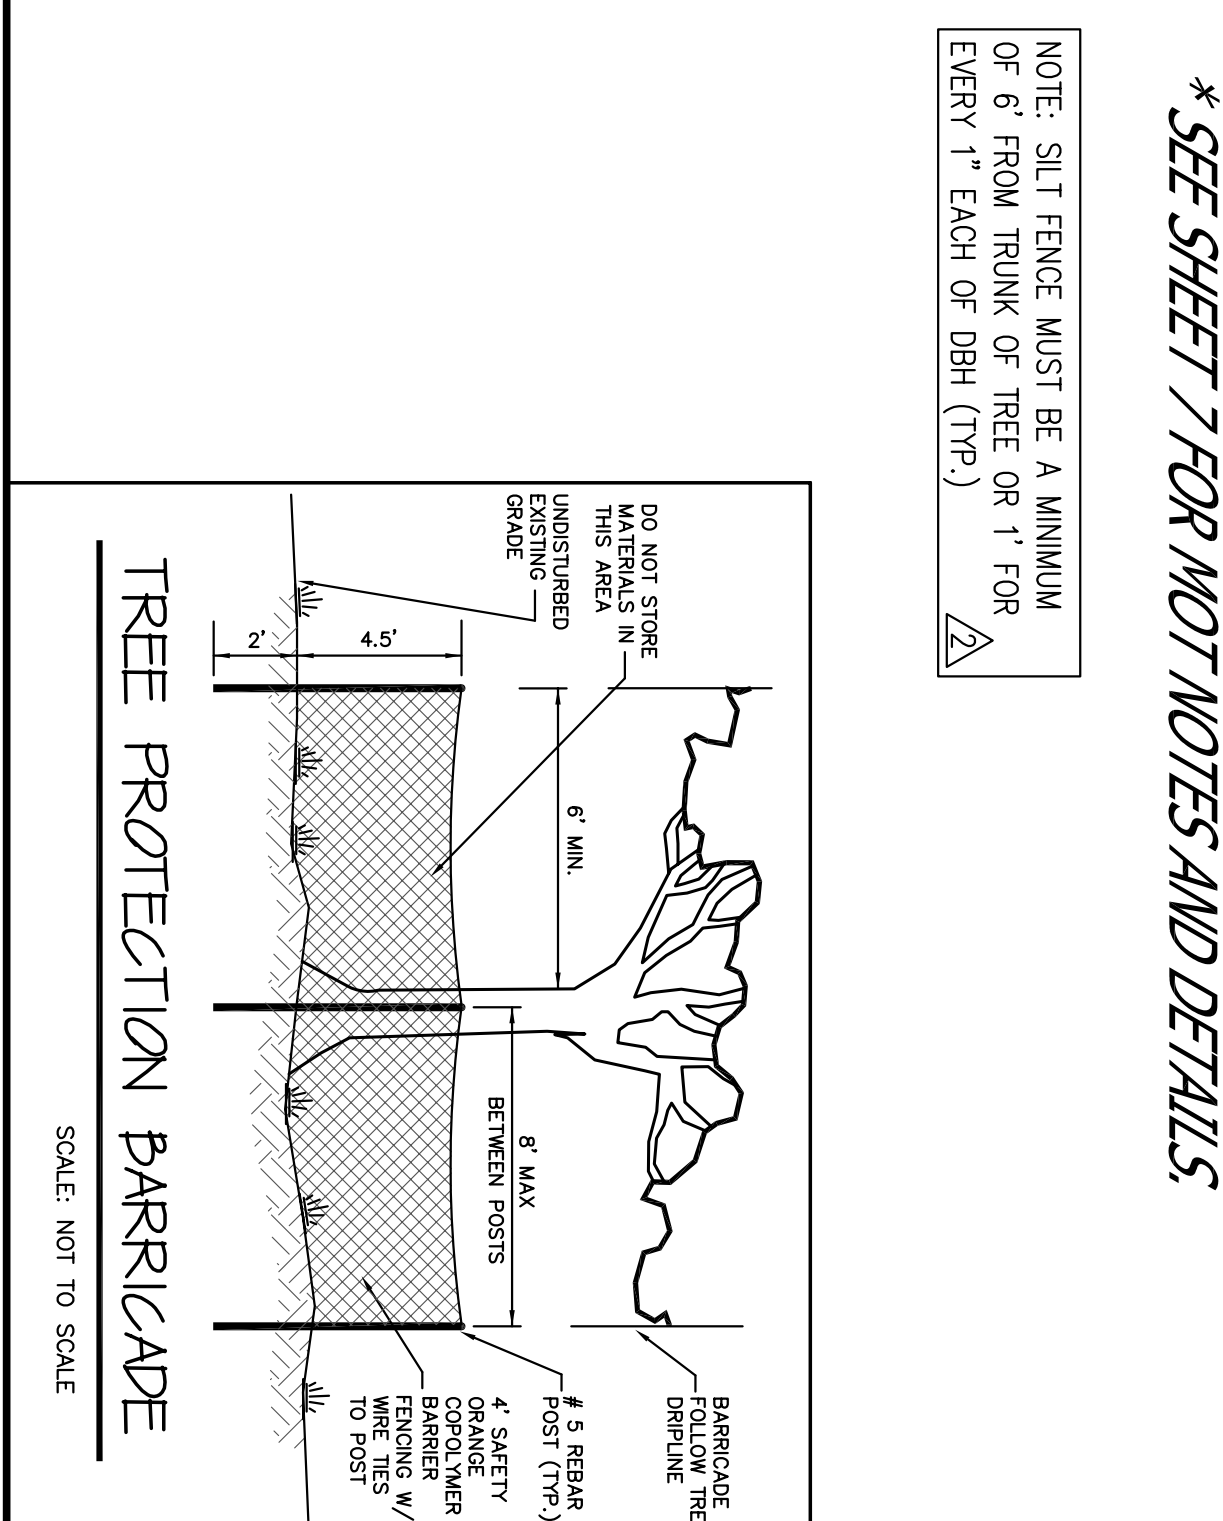 * SEE SHEET 7 FOR MOT NOTES AND DETAILS.
NOTE: SILT FENCE MUST BE A MINIMUM
OF 6' FROM TRUNK OF TREE OR 1' FOR
EVERY 1" EACH OF DBH (TYP.)
2
DO NOT STORE
MATERIALS IN
THIS AREA
UNDISTURBED
EXISTING
GRADE
2'
4.5'
6' MIN.
8' MAX
BETWEEN POSTS
BARRICADE
FOLLOW TRE
DRIPLINE
# 5 REBAR
POST (TYP.)
4' SAFETY
ORANGE
COPOLYMER
BARRIER
FENCING W/
WIRE TIES
TO POST
TREE PROTECTION BARRICADE
SCALE: NOT TO SCALE